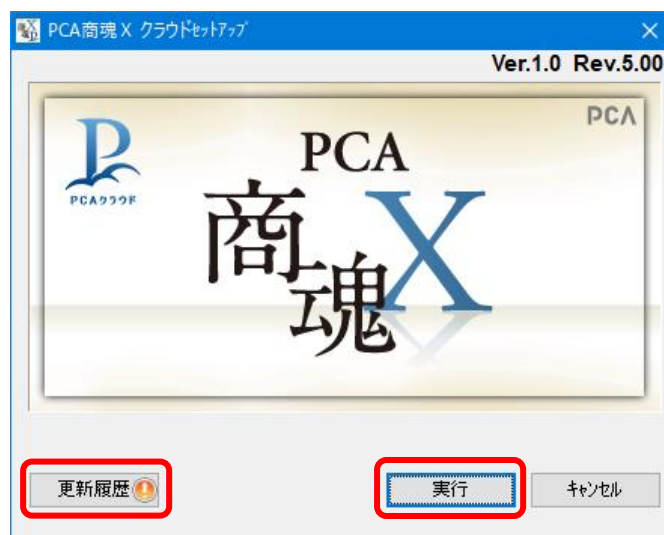 PCA商魂 X クラウドセットアップ
Ver.1.0 Rev.5.00
PCA
P
PCAクラウド
PCA
商魂 X
更新履歴
実行
キャンセル